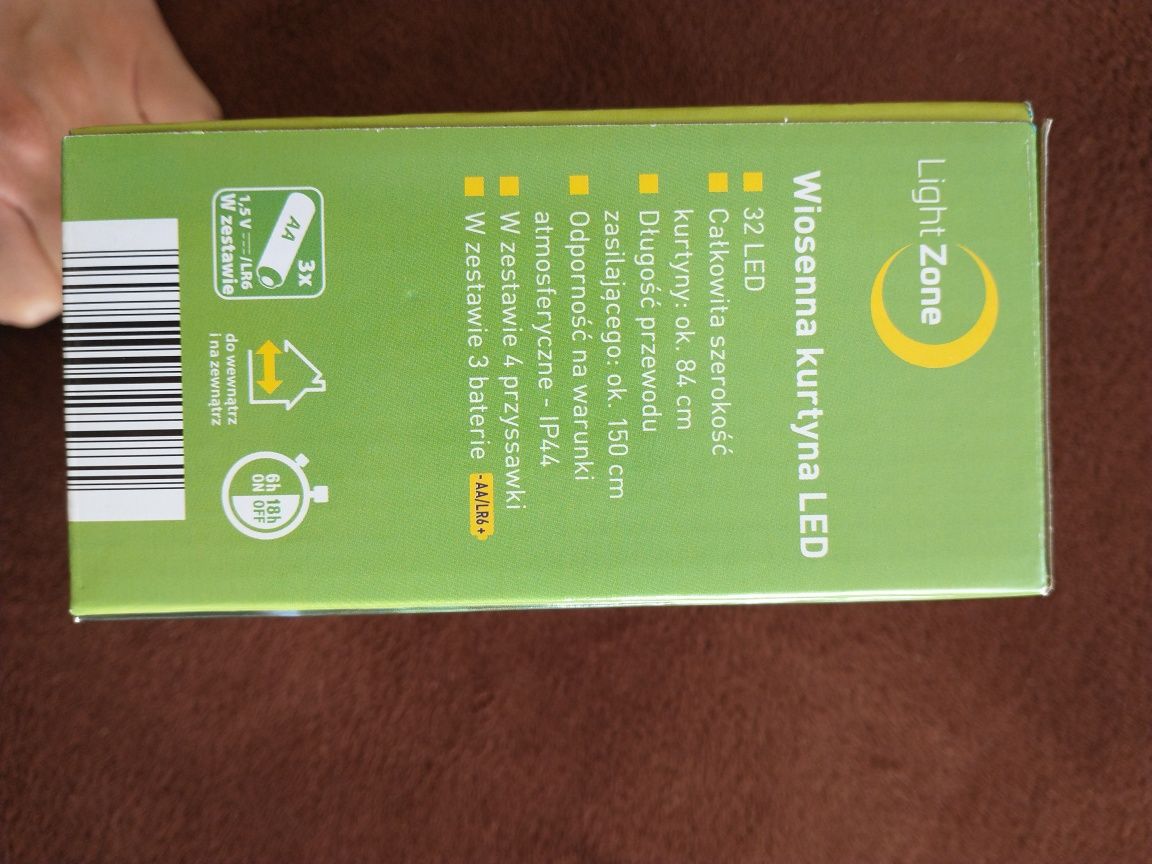 Light Zone
Wiosenna kurtyna LED
32 LED
Całkowita szerokość
kurtyny: ok. 84 cm
Długość przewodu
zasilającego: ok. 150 cm
Odporność na warunki
atmosferyczne - IP44
W zestawie 4 przyssawki
W zestawie 3 baterie - AA/LR6 +
3x
AA
1,5 V ⎓/LR6
W zestawie
do wewnątrz
i na zewnątrz
6h 18h
ON OFF